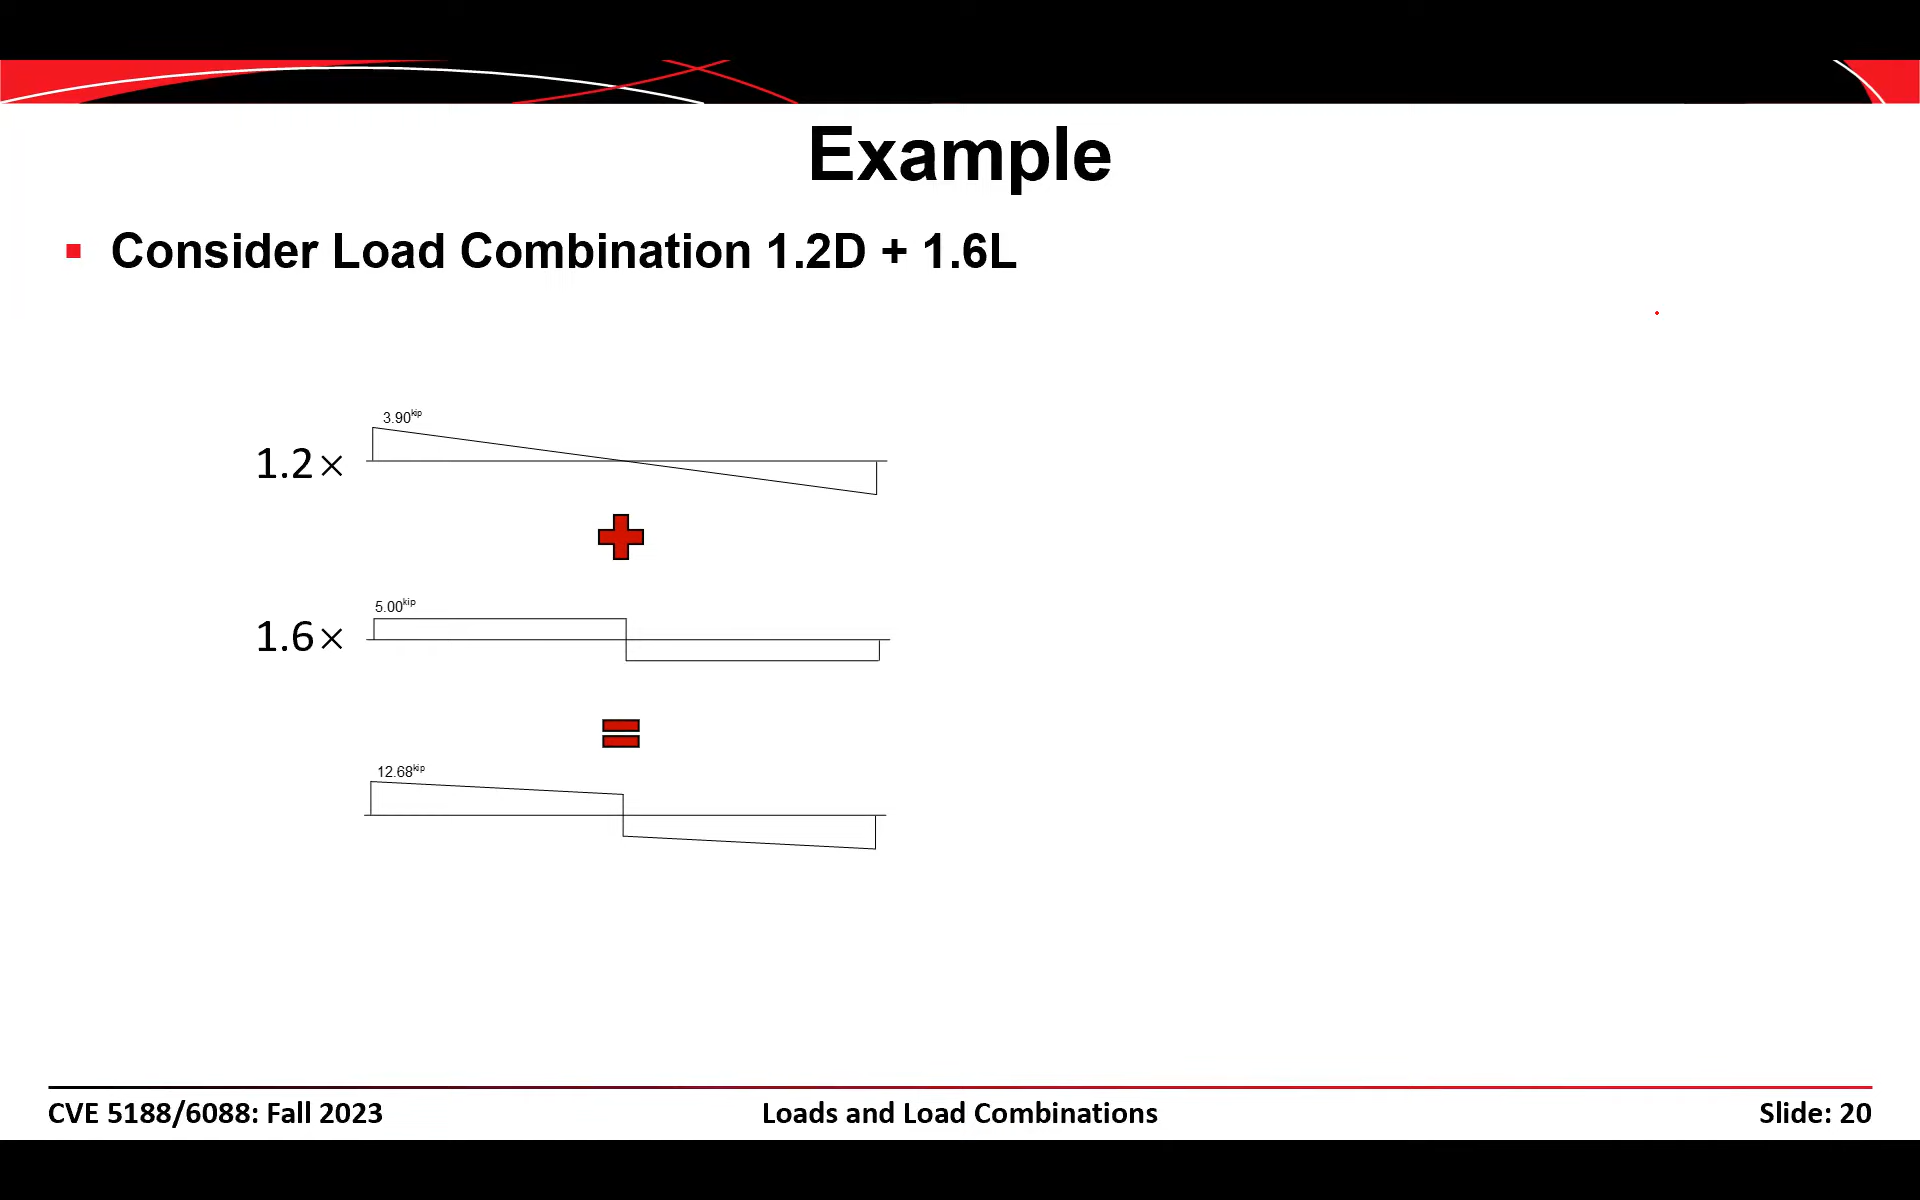 Example
▪ Consider Load Combination 1.2D + 1.6L
3.90kip
1.2×
5.00kip
1.6×
12.68kip
CVE 5188/6088: Fall 2023
Loads and Load Combinations
Slide: 20